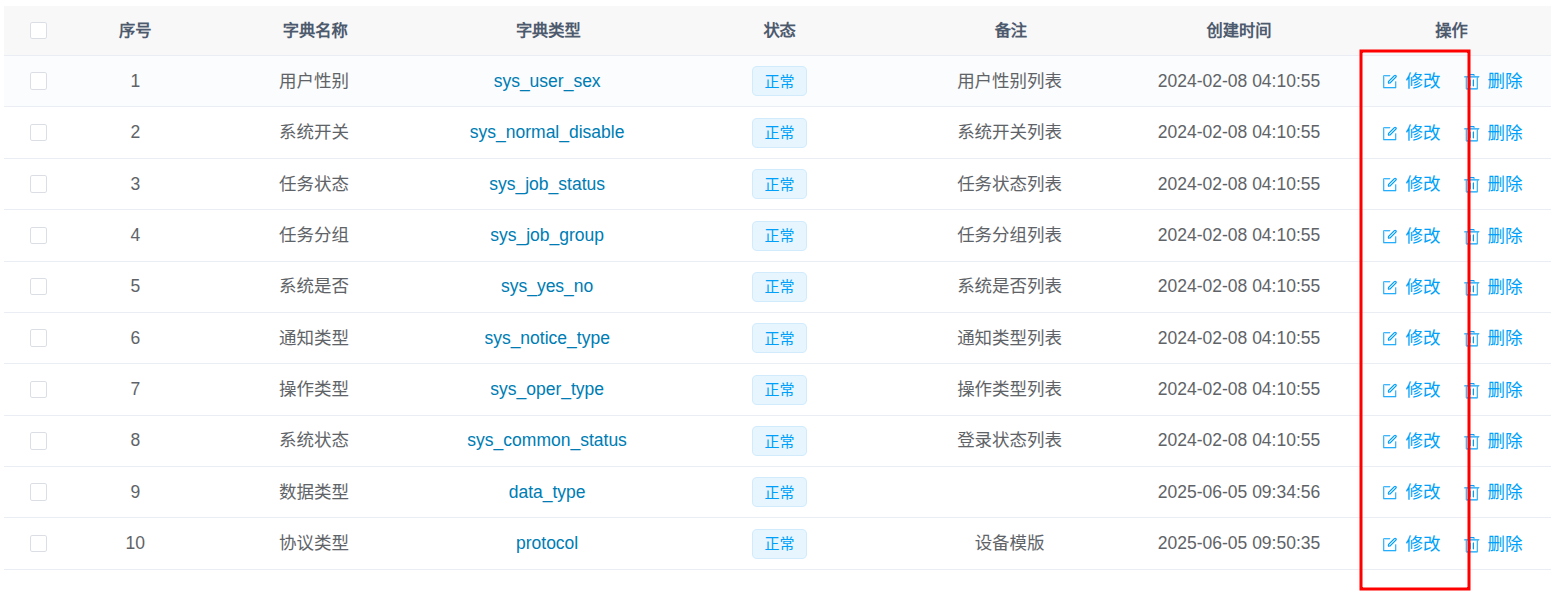 序号 字典名称 字典类型 状态 备注 创建时间 操作
1 用户性别 sys_user_sex 正常 用户性别列表 2024-02-08 04:10:55 修改 删除
2 系统开关 sys_normal_disable 正常 系统开关列表 2024-02-08 04:10:55 修改 删除
3 任务状态 sys_job_status 正常 任务状态列表 2024-02-08 04:10:55 修改 删除
4 任务分组 sys_job_group 正常 任务分组列表 2024-02-08 04:10:55 修改 删除
5 系统是否 sys_yes_no 正常 系统是否列表 2024-02-08 04:10:55 修改 删除
6 通知类型 sys_notice_type 正常 通知类型列表 2024-02-08 04:10:55 修改 删除
7 操作类型 sys_oper_type 正常 操作类型列表 2024-02-08 04:10:55 修改 删除
8 系统状态 sys_common_status 正常 登录状态列表 2024-02-08 04:10:55 修改 删除
9 数据类型 data_type 正常 2025-06-05 09:34:56 修改 删除
10 协议类型 protocol 正常 设备模版 2025-06-05 09:50:35 修改 删除